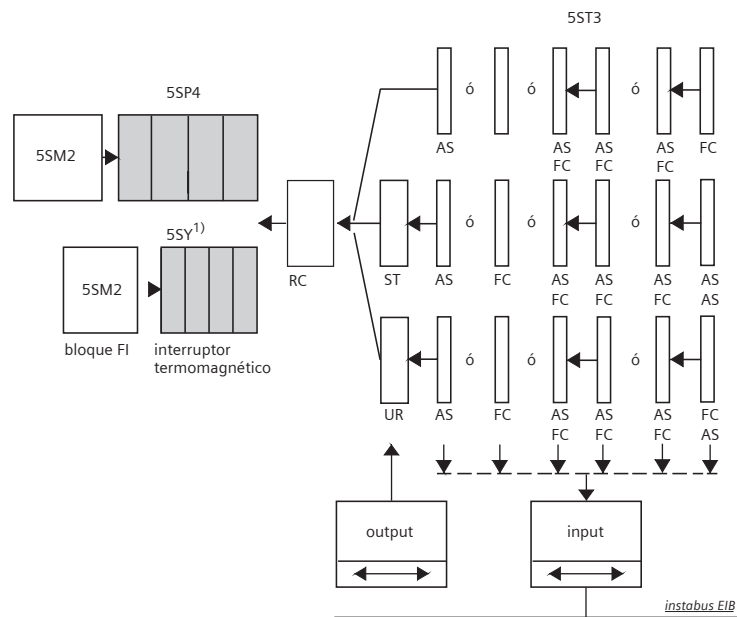 5ST3
5SP4
5SM2
ó ó ó
AS AS AS AS FC
FC FC FC
5SY1)
5SM2
RC
ó ó ó
ST AS FC AS AS AS AS
FC FC FC AS
bloque FI
interruptor
termomagnético
ó ó ó
UR AS FC AS AS AS FC
FC FC FC AS
output
input
instabus EIB